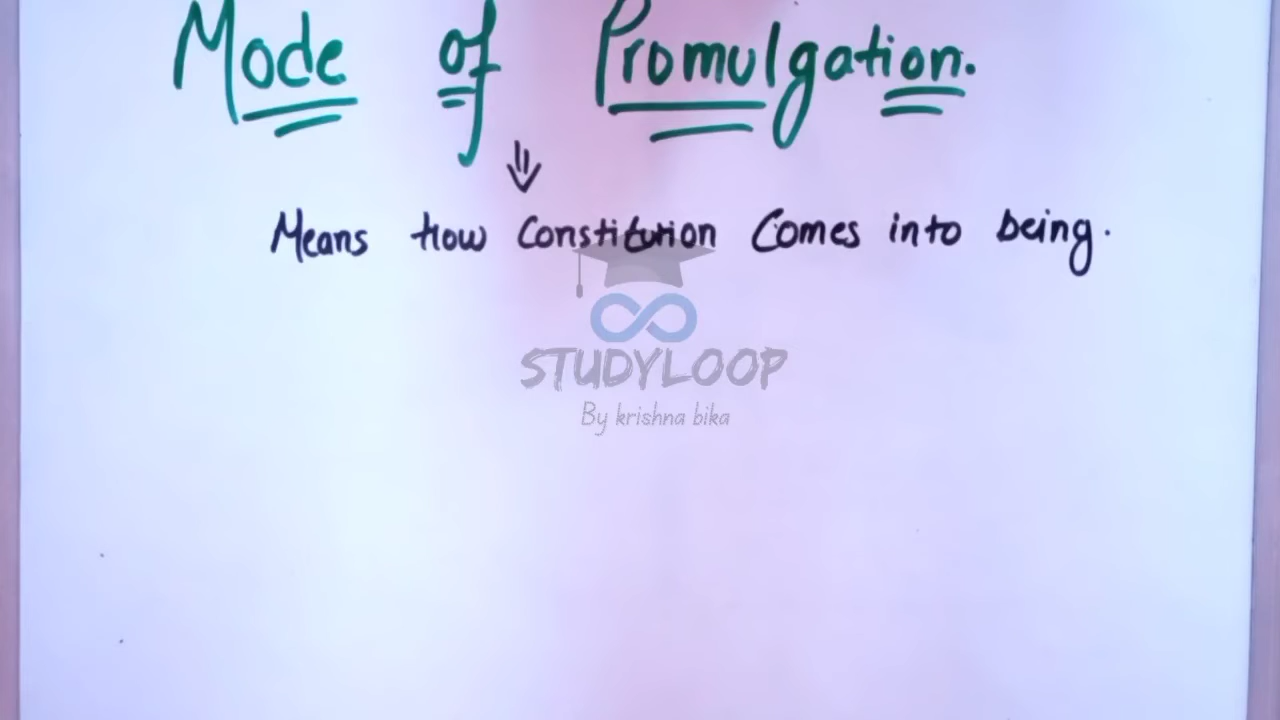 Mode of Promulgation.
Means How Constitution Comes into being.
STUDYLOOP
By krishna bika